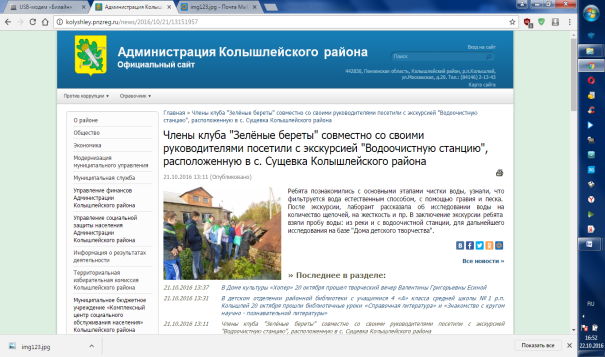 USB-модем «Билайн»
Администрация Колышлейск
img123.jpg - Почта Mail
kolyshley.pnzreg.ru/news/2016/10/21/13151957
Администрация Колышлейского района
Официальный сайт
Вход на сайт
Поиск
442830, Пензенская область, Колышлейский район, р.п.Колышлей,
ул.Московская, д.20. Тел.: (84146) 2-13-45
Карта сайта
Против коррупции
Справочник
О районе
Общество
Экономика
Модернизация
муниципального управления
Муниципальная служба
Управление финансов
Администрации
Колышлейского района
Управление социальной
защиты населения
Администрации
Колышлейского района
Информация о результатах
деятельности
Территориальная
избирательная комиссия
Колышлейского района
Муниципальное бюджетное
учреждение «Комплексный
центр социального
обслуживания населения»
Колышлейского района
Главная » Члены клуба "Зелёные береты" совместно со своими руководителями посетили с экскурсией "Водоочистную
станцию", расположенную в с. Сущевка Колышлейского района
Члены клуба "Зелёные береты" совместно со своими
руководителями посетили с экскурсией "Водоочистную станцию",
расположенную в с. Сущевка Колышлейского района
21.10.2016 13:11 (Опубликовано)
Ребята познакомились с основными этапами чистки воды, узнали, что
фильтруется вода естественным способом, с помощью гравия и песка.
После экскурсии, лаборант рассказала об исследовании воды на
количество щелочей, на жесткость и пр. В заключение экскурсии ребята
взяли пробу воды: из реки и с водоочистной станции, для дальнейшего
исследования на базе "Дома детского творчества".
Все новости »
» Последнее в разделе:
21.10.2016 13:37 В Доме культуры «Хопер» 20 октября прошел творческий вечер Валентины Григорьевны Есиной
21.10.2016 13:31 В детском отделении районной библиотеки с учащимися 4 «А» класса средней школы №1 р.п.
Колышлей 20 октября прошли библиотечные уроки «Справочная литература» и «Знакомство с кругом
научно - познавательной литературы»
21.10.2016 13:11 Члены клуба "Зелёные береты" совместно со своими руководителями посетили с экскурсией
"Водоочистную станцию", расположенную в с. Сущевка Колышлейского района
img123.jpg
Показать все
RU
16:52
22.10.2016